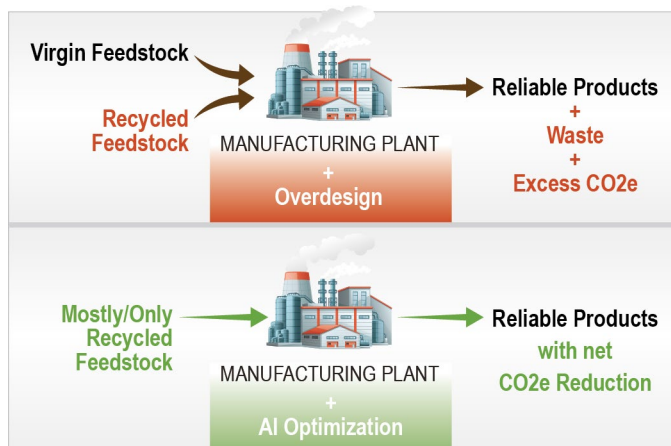 Virgin Feedstock
Recycled
Feedstock
MANUFACTURING PLANT
+
Overdesign
Reliable Products
+
Waste
+
Excess CO2e
Mostly/Only
Recycled
Feedstock
MANUFACTURING PLANT
+
AI Optimization
Reliable Products
with net
CO2e Reduction